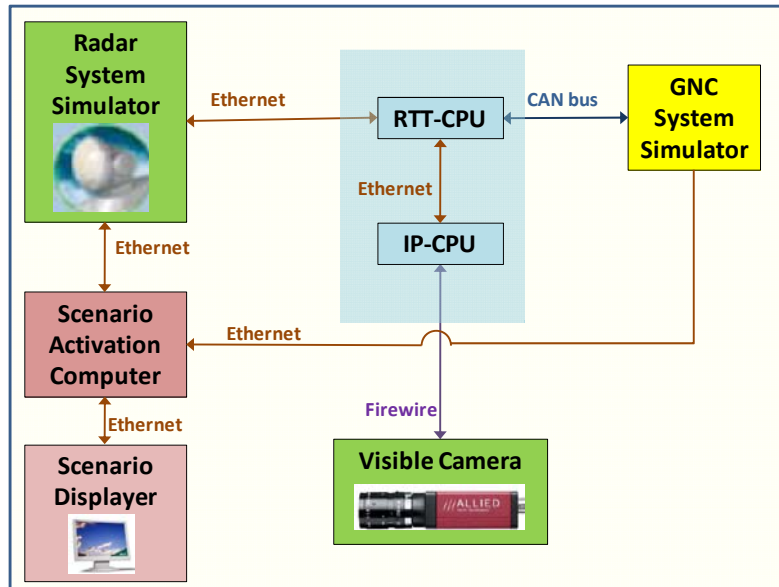 Radar
System
Simulator
Ethernet
RTT-CPU
CAN bus
GNC
System
Simulator
Ethernet
IP-CPU
Ethernet
Scenario
Activation
Computer
Ethernet
Ethernet
Scenario
Displayer
Firewire
Visible Camera
ALLIED